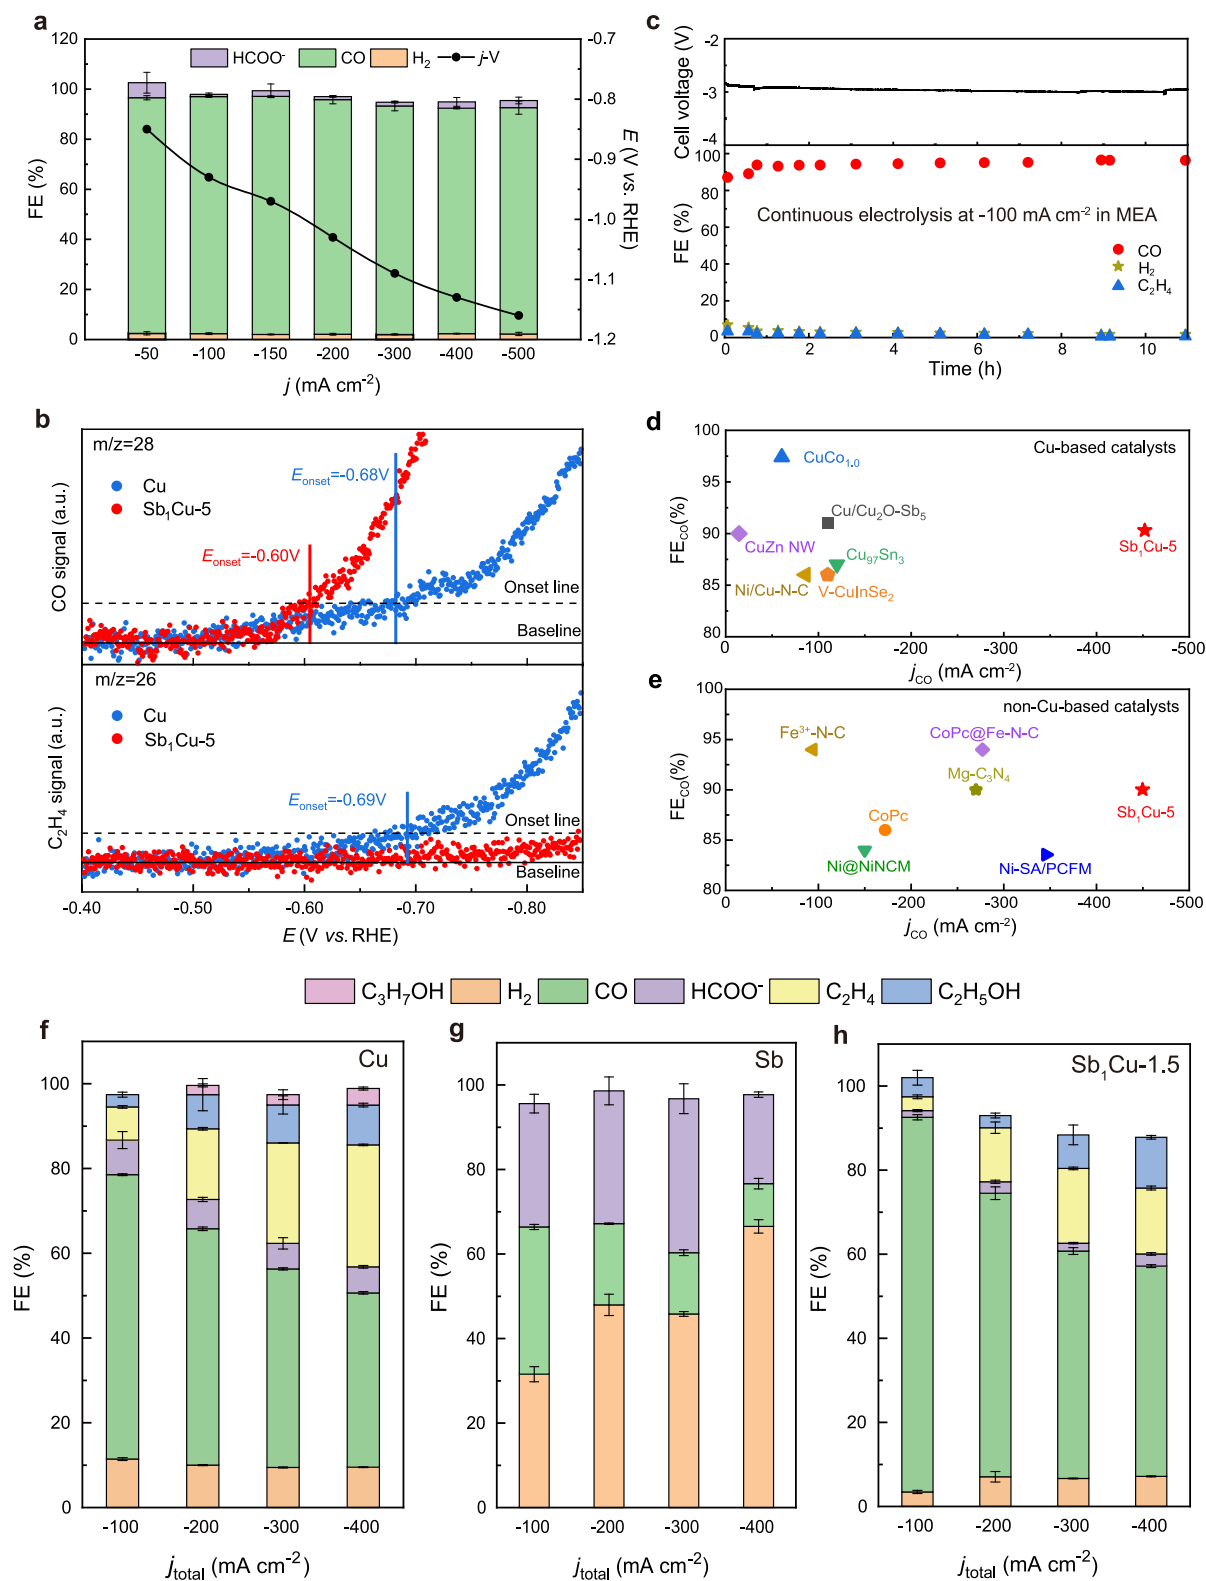 a
120
100
80
60
40
20
0
FE (%)
HCOO⁻ CO H₂ j-V
-0.7
-0.8
-0.9
-1.0
-1.1
-1.2
E (V vs. RHE)
-50 -100 -150 -200 -300 -400 -500
j (mA cm⁻²)
c
-2
-3
-4
Cell voltage (V)
100
80
60
40
20
0
FE (%)
Continuous electrolysis at -100 mA cm⁻² in MEA
CO
H₂
C₂H₄
0 2 4 6 8 10
Time (h)
b
m/z=28
Cu
Sb₁Cu-5
Eonset=-0.68V
Eonset=-0.60V
Onset line
Baseline
CO signal (a.u.)
m/z=26
Cu
Sb₁Cu-5
Eonset=-0.69V
Onset line
Baseline
C₂H₄ signal (a.u.)
-0.40 -0.50 -0.60 -0.70 -0.80
E (V vs. RHE)
d
100
95
90
85
80
FECO(%)
Cu-based catalysts
CuCo₁.₀
Cu/Cu₂O-Sb₅
CuZn NW
Cu₉₇Sn₃
Sb₁Cu-5
Ni/Cu-N-C V-CuInSe₂
0 -100 -200 -300 -400 -500
jCO (mA cm⁻²)
e
100
95
90
85
80
FECO(%)
non-Cu-based catalysts
Fe³⁺-N-C CoPc@Fe-N-C
Mg-C₃N₄
Sb₁Cu-5
CoPc
Ni@NiNCM Ni-SA/PCFM
0 -100 -200 -300 -400 -500
jCO (mA cm⁻²)
C₃H₇OH H₂ CO HCOO⁻ C₂H₄ C₂H₅OH
f
Cu
100
80
60
40
20
0
FE (%)
-100 -200 -300 -400
jtotal (mA cm⁻²)
g
Sb
100
80
60
40
20
0
FE (%)
-100 -200 -300 -400
jtotal (mA cm⁻²)
h
Sb₁Cu-1.5
100
80
60
40
20
0
FE (%)
-100 -200 -300 -400
jtotal (mA cm⁻²)